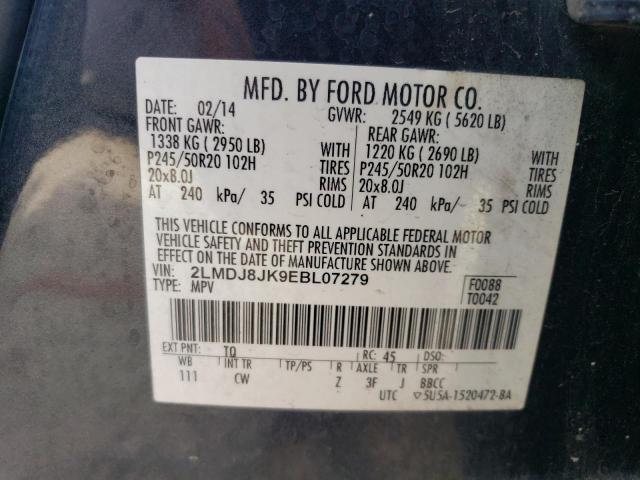 MFD. BY FORD MOTOR CO.
DATE: 02/14 GVWR: 2549 KG ( 5620 LB)
FRONT GAWR: REAR GAWR:
1338 KG ( 2950 LB) WITH 1220 KG ( 2690 LB) WITH
P245/50R20 102H TIRES P245/50R20 102H TIRES
20x8.0J RIMS 20x8.0J RIMS
AT 240 kPa/ 35 PSI COLD AT 240 kPa/ 35 PSI COLD
THIS VEHICLE CONFORMS TO ALL APPLICABLE FEDERAL MOTOR
VEHICLE SAFETY AND THEFT PREVENTION STANDARDS IN
EFFECT ON THE DATE OF MANUFACTURE SHOWN ABOVE.
VIN: 2LMDJ8JK9EBL07279 F0088
TYPE: MPV T0042
EXT PNT: TQ RC: 45 DSO:
WB INT TR TP/PS R AXLE TR SPR
111 CW Z 3F J BBCC
UTC ▽5U5A-1520472-BA